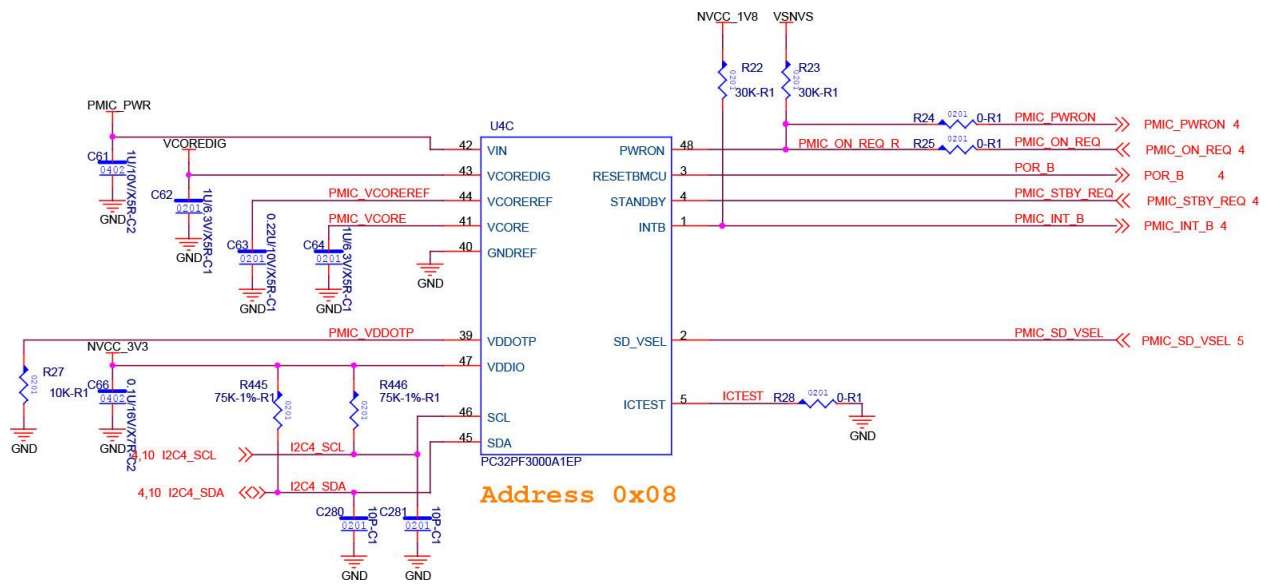 NVCC_1V8 VSNVS
R22 R23
0201 0201
30K-R1 30K-R1
PMIC_PWR
U4C
R24 0201 0-R1 PMIC_PWRON PMIC_PWRON 4
VCOREDIG
42 VIN PWRON 48 PMIC_ON_REQ_R R25 0201 0-R1 PMIC_ON_REQ PMIC_ON_REQ 4
C61 0402 1U/10V/X5R-C2
43 VCOREDIG RESETBMCU 3 POR_B POR_B 4
C62 0201 1U/6.3V/X5R-C1
PMIC_VCOREREF 44 VCOREREF STANDBY 4 PMIC_STBY_REQ PMIC_STBY_REQ 4
GND
PMIC_VCORE 41 VCORE INTB 1 PMIC_INT_B PMIC_INT_B 4
C63 0201 0.22U/10V/X5R-C1
C64 0201 1U/6.3V/X5R-C1
40 GNDREF
GND
GND
GND GND
PMIC_VDDOTP 39 VDDOTP SD_VSEL 2 PMIC_SD_VSEL PMIC_SD_VSEL 5
NVCC_3V3
47 VDDIO
R27 0201 10K-R1
C66 0402 0.1U/16V/X7R-C2
R445 75K-1%-R1 0201
R446 75K-1%-R1 0201
ICTEST 5 ICTEST R28 0201 0-R1
GND
46 SCL
GND GND
45 SDA
4,10 I2C4_SCL I2C4_SCL
PC32PF3000A1EP
4,10 I2C4_SDA I2C4_SDA
Address 0x08
C280 0201 10P-C1
C281 0201 10P-C1
GND GND